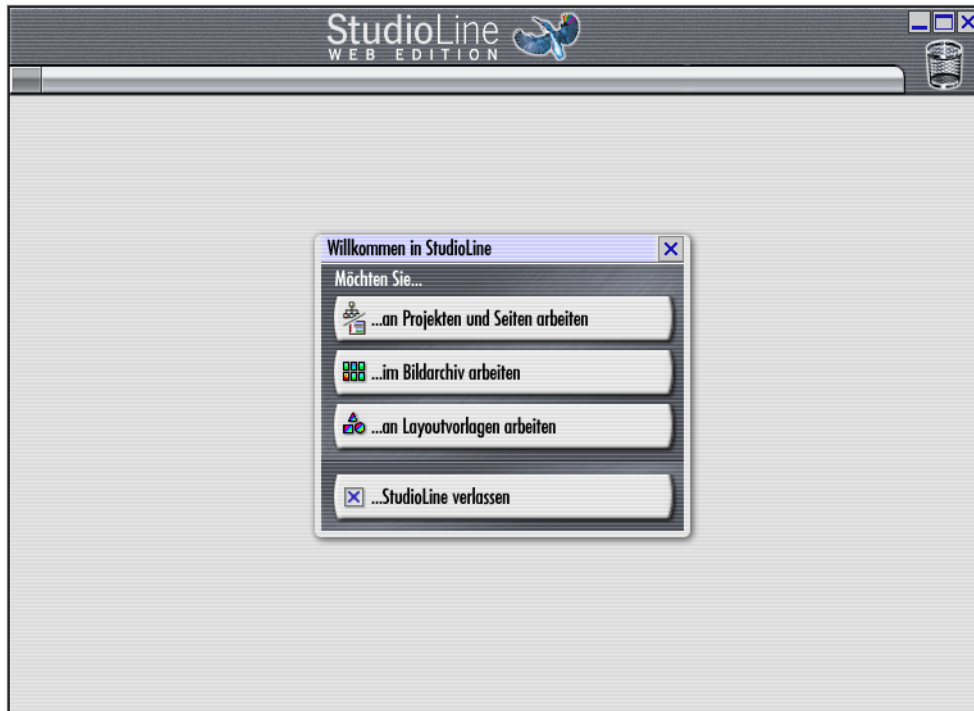 StudioLine
WEB EDITION
Willkommen in StudioLine
Möchten Sie...
...an Projekten und Seiten arbeiten
...im Bildarchiv arbeiten
...an Layoutvorlagen arbeiten
...StudioLine verlassen